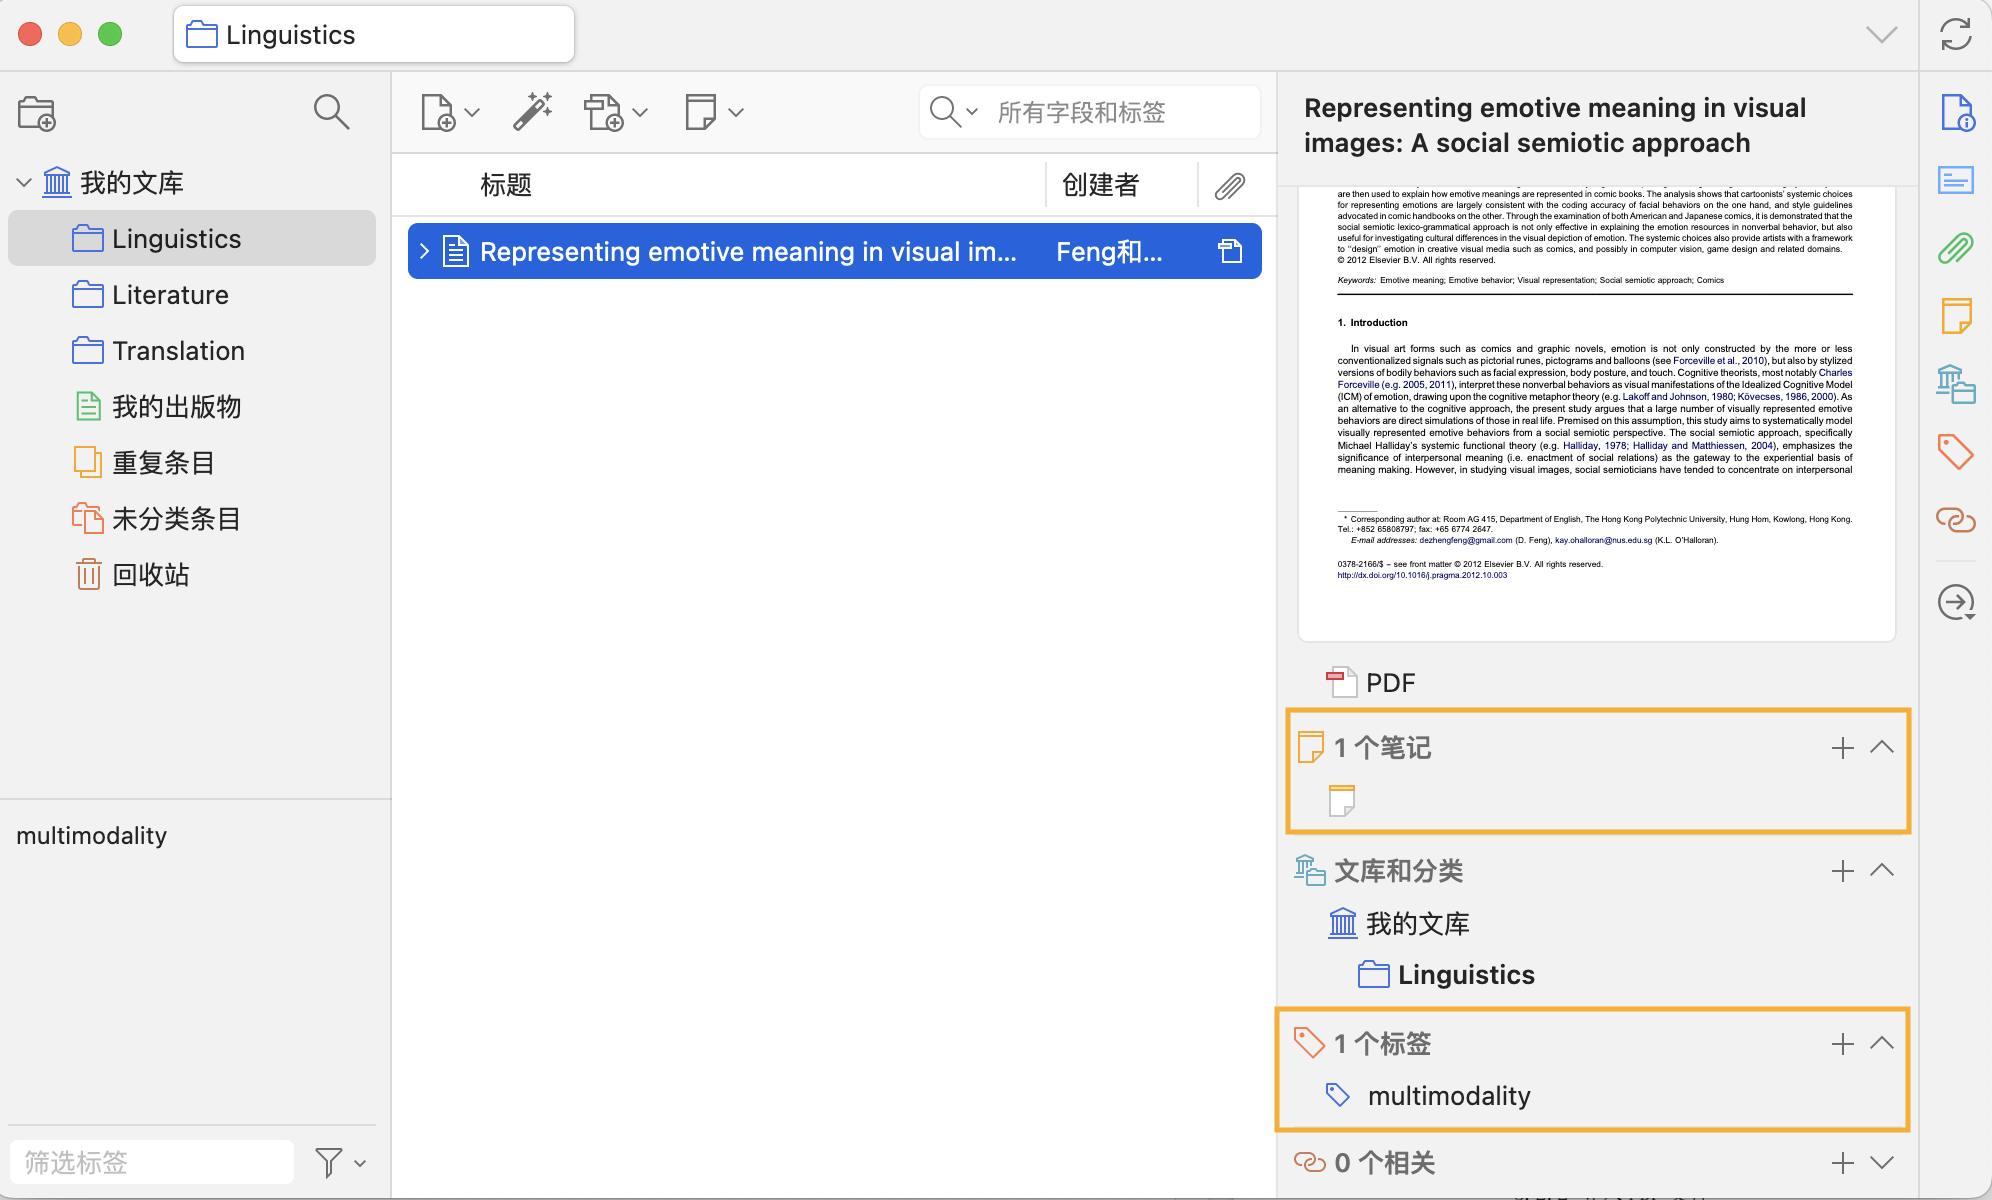 Linguistics
我的文库
Linguistics
Literature
Translation
我的出版物
重复条目
未分类条目
回收站
multimodality
筛选标签
所有字段和标签
标题
创建者
Representing emotive meaning in visual im...
Feng和...
Representing emotive meaning in visual
images: A social semiotic approach
are then used to explain how emotive meanings are represented in comic books. The analysis shows that cartoonists' systemic choices
for representing emotions are largely consistent with the coding accuracy of facial behaviors on the one hand, and style guidelines
advocated in comic handbooks on the other. Through the examination of both American and Japanese comics, it is demonstrated that the
social semiotic lexico-grammatical approach is not only effective in explaining the emotion resources in nonverbal behavior, but also
useful for investigating cultural differences in the visual depiction of emotion. The systemic choices also provide artists with a framework
to "design" emotion in creative visual media such as comics, and possibly in computer vision, game design and related domains.
© 2012 Elsevier B.V. All rights reserved.
Keywords: Emotive meaning; Emotive behavior; Visual representation; Social semiotic approach; Comics
1. Introduction
In visual art forms such as comics and graphic novels, emotion is not only constructed by the more or less
conventionalized signals such as pictorial runes, pictograms and balloons (see Forceville et al., 2010), but also by stylized
versions of bodily behaviors such as facial expression, body posture, and touch. Cognitive theorists, most notably Charles
Forceville (e.g. 2005, 2011), interpret these nonverbal behaviors as visual manifestations of the Idealized Cognitive Model
(ICM) of emotion, drawing upon the cognitive metaphor theory (e.g. Lakoff and Johnson, 1980; Kövecses, 1986, 2000). As
an alternative to the cognitive approach, the present study argues that a large number of visually represented emotive
behaviors are direct simulations of those in real life. Premised on this assumption, this study aims to systematically model
visually represented emotive behaviors from a social semiotic perspective. The social semiotic approach, specifically
Michael Halliday's systemic functional theory (e.g. Halliday, 1978; Halliday and Matthiessen, 2004), emphasizes the
significance of interpersonal meaning (i.e. enactment of social relations) as the gateway to the experiential basis of
meaning making. However, in studying visual images, social semioticians have tended to concentrate on interpersonal
* Corresponding author at: Room AG 415, Department of English, The Hong Kong Polytechnic University, Hung Hom, Kowlong, Hong Kong.
Tel.: +852 65808797; fax: +65 6774 2647.
E-mail addresses: dezhengfeng@gmail.com (D. Feng), kay.ohalloran@nus.edu.sg (K.L. O'Halloran).
0378-2166/$ – see front matter © 2012 Elsevier B.V. All rights reserved.
http://dx.doi.org/10.1016/j.pragma.2012.10.003
PDF
1 个笔记
文库和分类
我的文库
Linguistics
1 个标签
multimodality
0 个相关